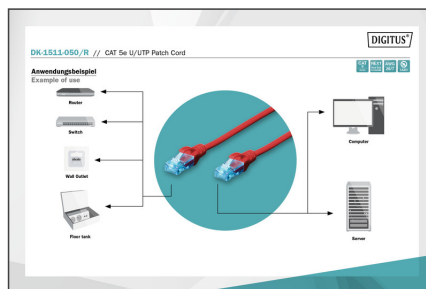 DIGITUS®
DK-1511-050/R // CAT 5e U/UTP Patch Cord
Anwendungsbeispiel
Example of use
Router
Switch
Wall Outlet
Floor tank
Computer
Server